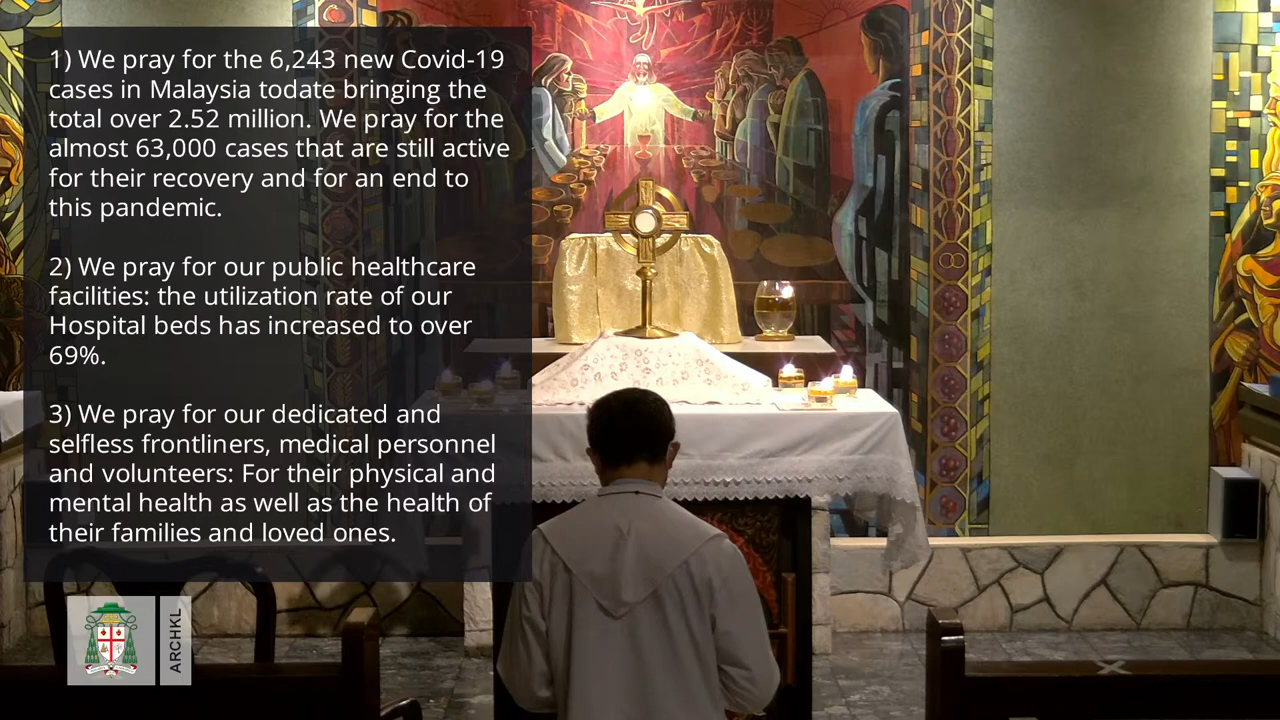 1) We pray for the 6,243 new Covid-19
cases in Malaysia todate bringing the
total over 2.52 million. We pray for the
almost 63,000 cases that are still active
for their recovery and for an end to
this pandemic.
2) We pray for our public healthcare
facilities: the utilization rate of our
Hospital beds has increased to over
69%.
3) We pray for our dedicated and
selfless frontliners, medical personnel
and volunteers: For their physical and
mental health as well as the health of
their families and loved ones.
ARCHKL